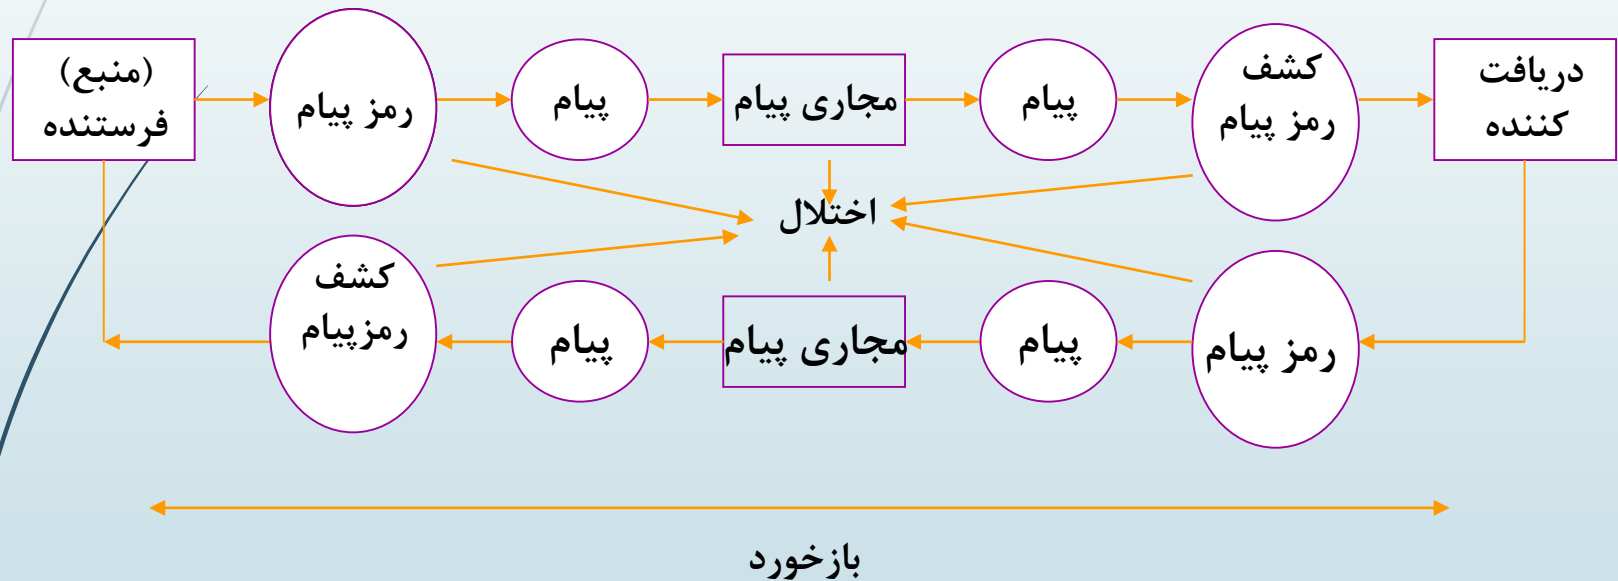 (منبع)
فرستنده
رمز پیام
پیام
مجاری پیام
پیام
کشف
رمز پیام
دریافت
کننده
اختلال
کشف
رمزپیام
پیام
مجاری پیام
پیام
رمز پیام
بازخورد